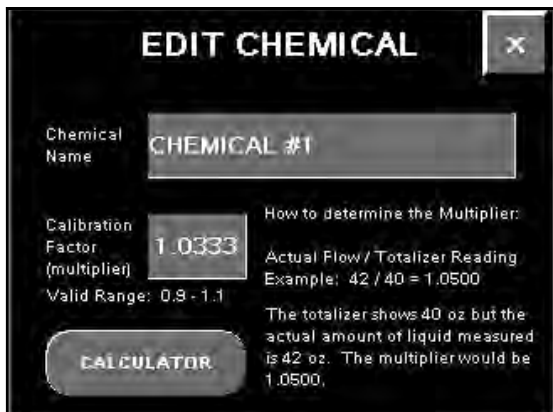 EDIT CHEMICAL
x
Chemical
Name
CHEMICAL #1
Calibration
Factor
(multiplier)
1.0333
Valid Range: 0.9 - 1.1
CALCULATOR
How to determine the Multiplier:
Actual Flow / Totalizer Reading
Example: 42 / 40 = 1.0500
The totalizer shows 40 oz but the
actual amount of liquid measured
is 42 oz. The multiplier would be
1.0500.